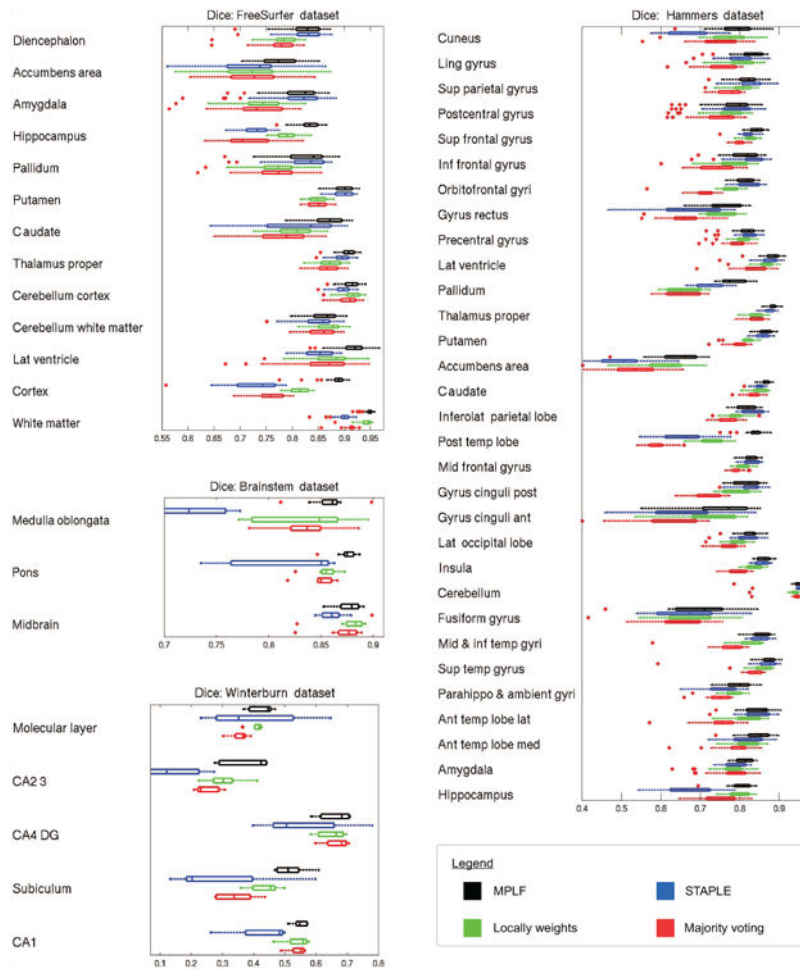 Dice: FreeSurfer dataset
Diencephalon
Accumbens area
Amygdala
Hippocampus
Pallidum
Putamen
Caudate
Thalamus proper
Cerebellum cortex
Cerebellum white matter
Lat ventricle
Cortex
White matter
0.55 0.6 0.65 0.7 0.75 0.8 0.85 0.9 0.95
Dice: Brainstem dataset
Medulla oblongata
Pons
Midbrain
0.7 0.75 0.8 0.85 0.9
Dice: Winterburn dataset
Molecular layer
CA2 3
CA4 DG
Subiculum
CA1
0.1 0.2 0.3 0.4 0.5 0.6 0.7 0.8
Dice: Hammers dataset
Cuneus
Ling gyrus
Sup parietal gyrus
Postcentral gyrus
Sup frontal gyrus
Inf frontal gyrus
Orbitofrontal gyri
Gyrus rectus
Precentral gyrus
Lat ventricle
Pallidum
Thalamus proper
Putamen
Accumbens area
Caudate
Inferolat parietal lobe
Post temp lobe
Mid frontal gyrus
Gyrus cinguli post
Gyrus cinguli ant
Lat occipital lobe
Insula
Cerebellum
Fusiform gyrus
Mid & Inf temp gyri
Sup temp gyrus
Parahippo & ambient gyri
Ant temp lobe lat
Ant temp lobe med
Amygdala
Hippocampus
0.4 0.5 0.6 0.7 0.8 0.9
Legend
MPLF STAPLE
Locally weights Majority voting